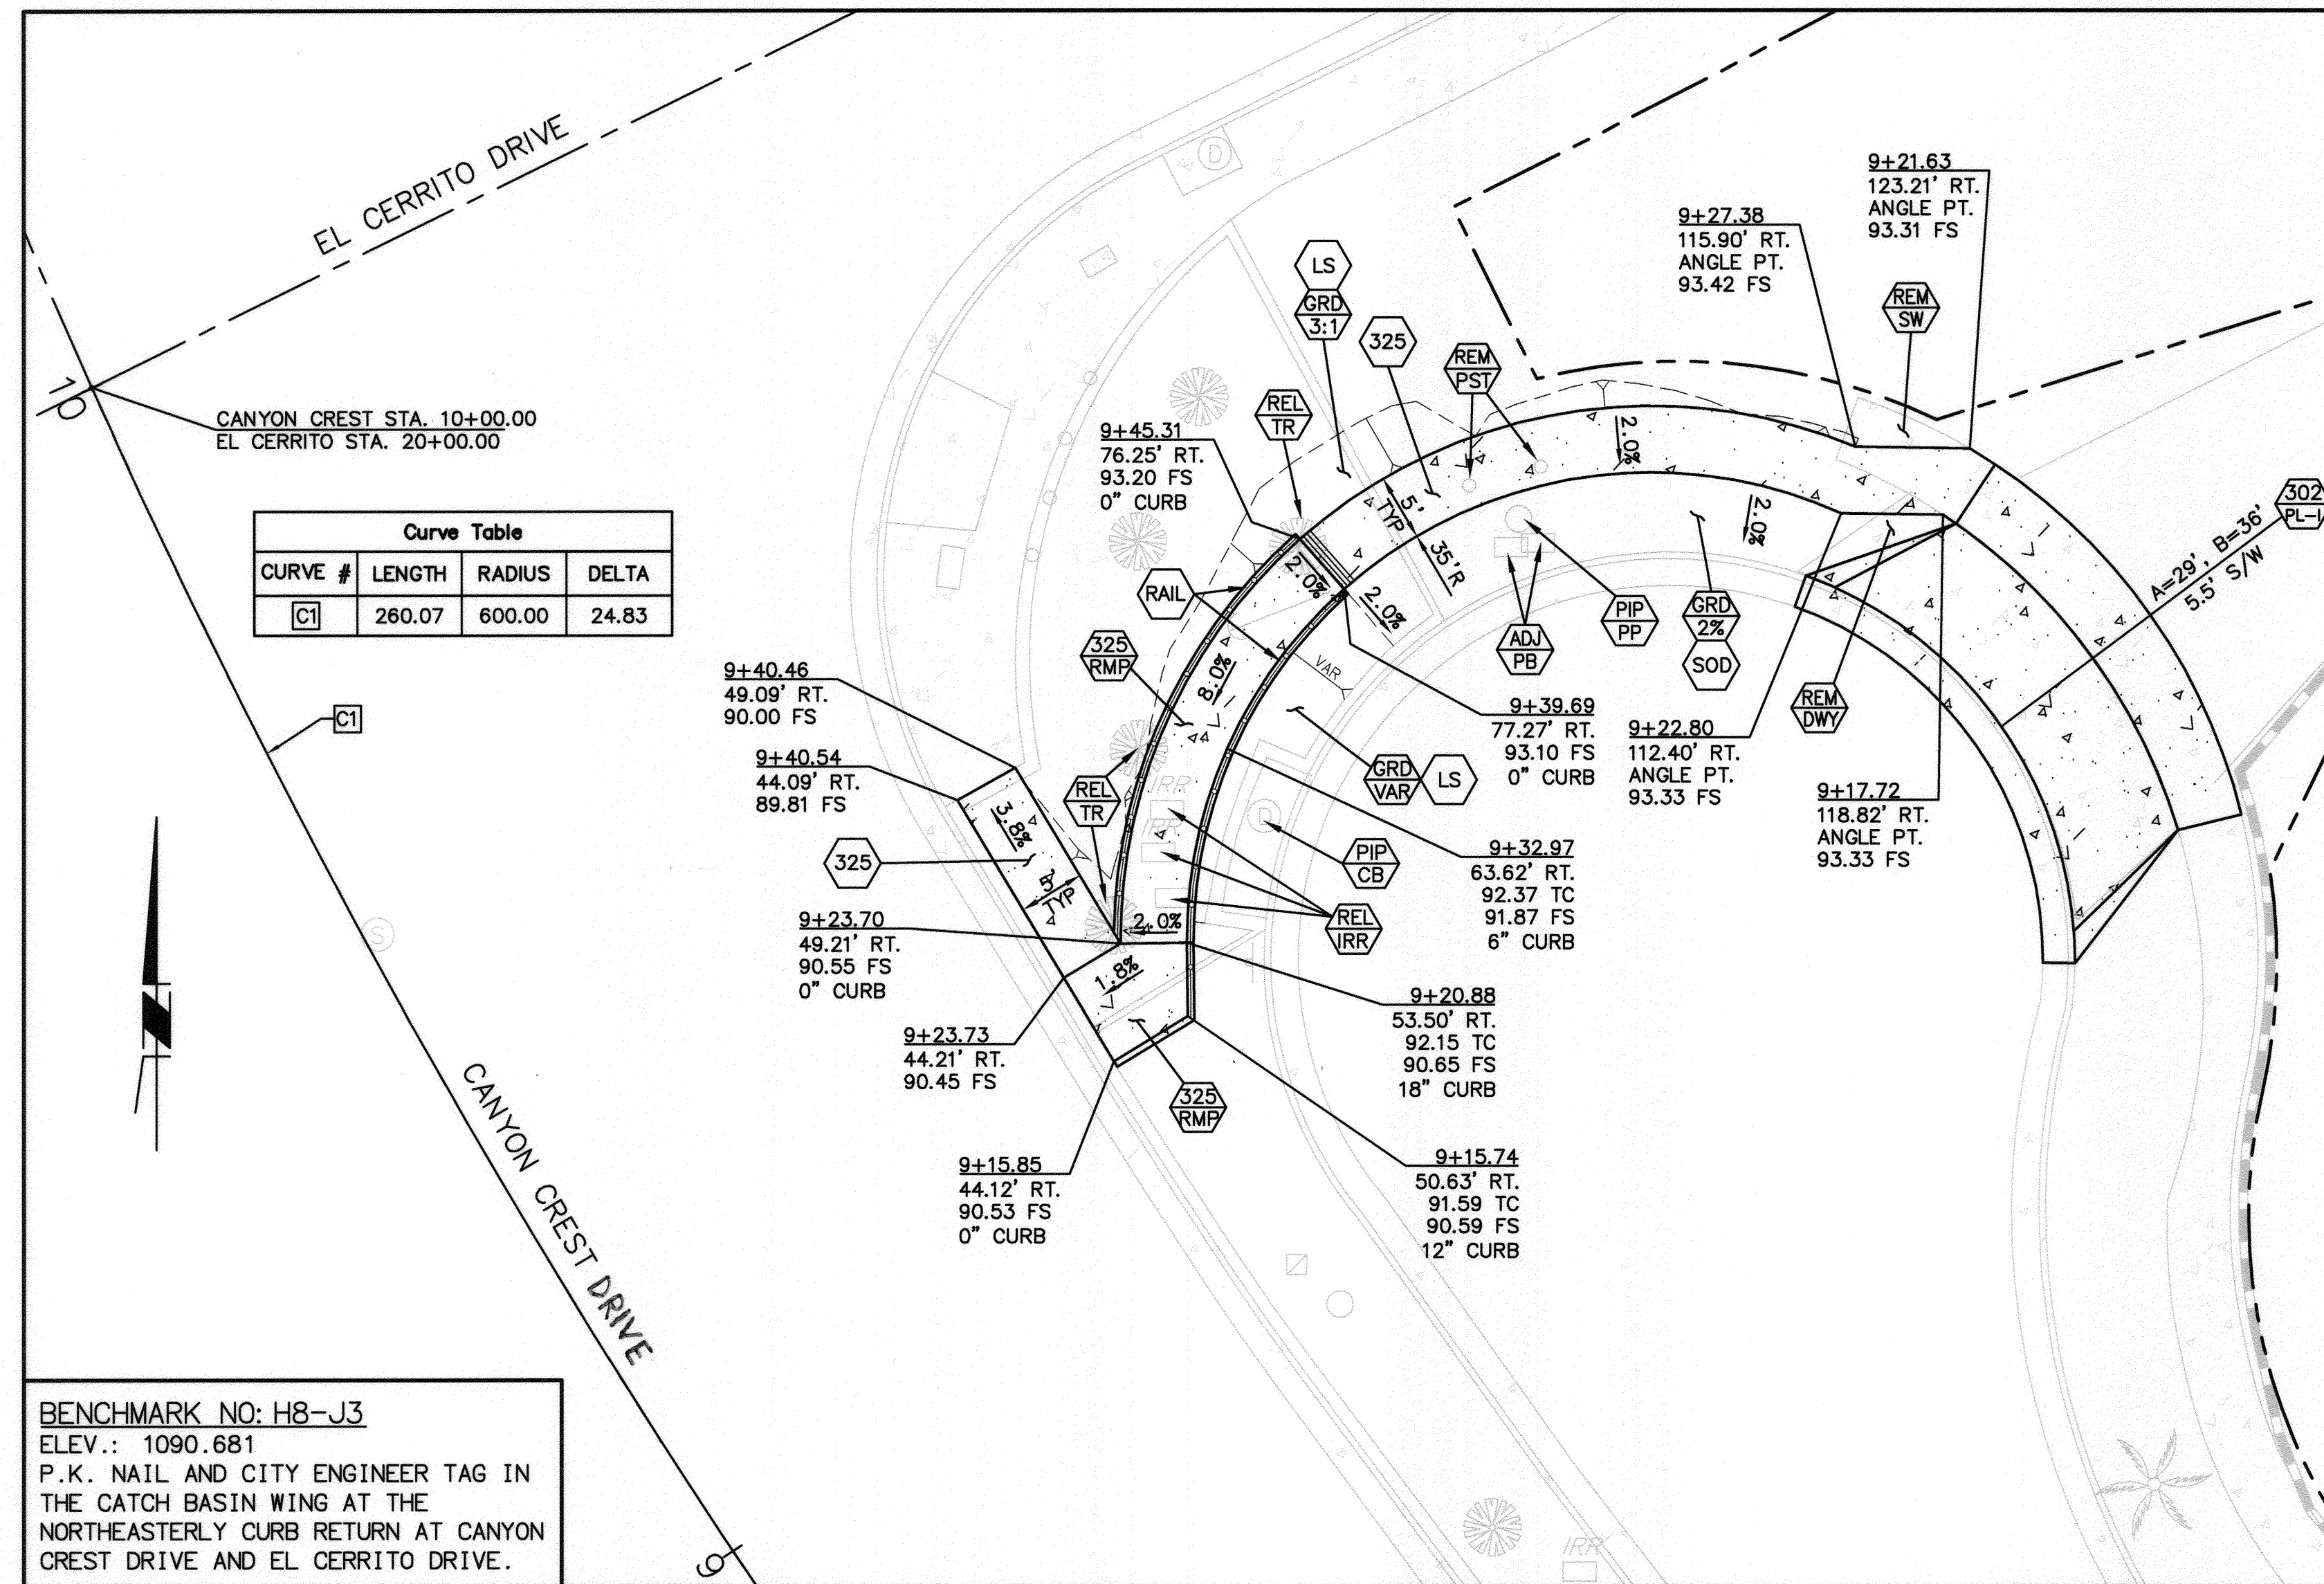 EL CERRITO DRIVE
10
CANYON CREST STA. 10+00.00
EL CERRITO STA. 20+00.00
Curve Table
CURVE # LENGTH RADIUS DELTA
C1 260.07 600.00 24.83
C1
CANYON CREST DRIVE
9
N
S
BENCHMARK NO: H8-J3
ELEV.: 1090.681
P.K. NAIL AND CITY ENGINEER TAG IN
THE CATCH BASIN WING AT THE
NORTHEASTERLY CURB RETURN AT CANYON
CREST DRIVE AND EL CERRITO DRIVE.
D
LS
GRD
3:1
325
REM
PST
REL
TR
9+45.31
76.25' RT.
93.20 FS
0" CURB
9+27.38
115.90' RT.
ANGLE PT.
93.42 FS
9+21.63
123.21' RT.
ANGLE PT.
93.31 FS
REM
SW
302
PL-
A=29', B=36'
5.5' S/W
2.0%
2.0%
5'
TYP
35'R
2.0%
2.0%
RAIL
325
RMP
8.0%
VAR
ADJ
PB
PIP
PP
GRD
2%
SOD
REM
DWY
9+40.46
49.09' RT.
90.00 FS
9+40.54
44.09' RT.
89.81 FS
REL
TR
IRR
IRR
D
GRD
VAR
LS
9+39.69
77.27' RT.
93.10 FS
0" CURB
9+22.80
112.40' RT.
ANGLE PT.
93.33 FS
9+17.72
118.82' RT.
ANGLE PT.
93.33 FS
3.8%
325
TYP
PIP
CB
9+32.97
63.62' RT.
92.37 TC
91.87 FS
6" CURB
REL
IRR
9+23.70
49.21' RT.
90.55 FS
0" CURB
2.0%
1.8%
9+23.73
44.21' RT.
90.45 FS
9+20.88
53.50' RT.
92.15 TC
90.65 FS
18" CURB
325
RMP
9+15.85
44.12' RT.
90.53 FS
0" CURB
9+15.74
50.63' RT.
91.59 TC
90.59 FS
12" CURB
IRR